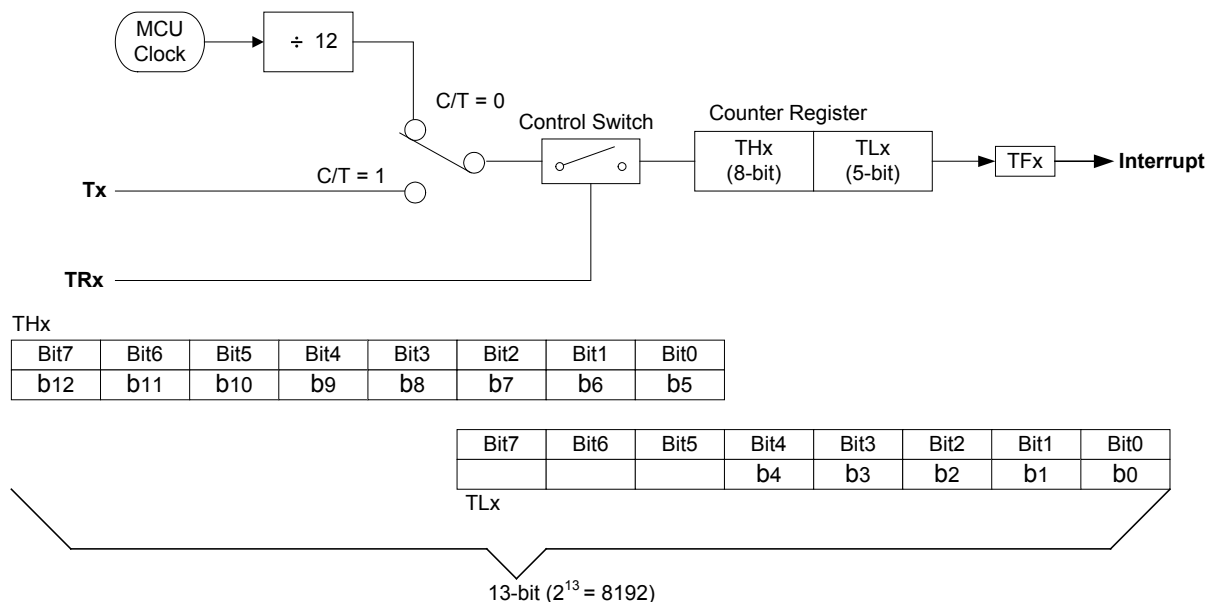 MCU
Clock
÷ 12
C/T = 0
Control Switch
Counter Register
THx
(8-bit)
TLx
(5-bit)
TFx
Interrupt
C/T = 1
Tx
TRx
THx
Bit7 Bit6 Bit5 Bit4 Bit3 Bit2 Bit1 Bit0
b12 b11 b10 b9 b8 b7 b6 b5
Bit7 Bit6 Bit5 Bit4 Bit3 Bit2 Bit1 Bit0
b4 b3 b2 b1 b0
TLx
13-bit (2¹³ = 8192)